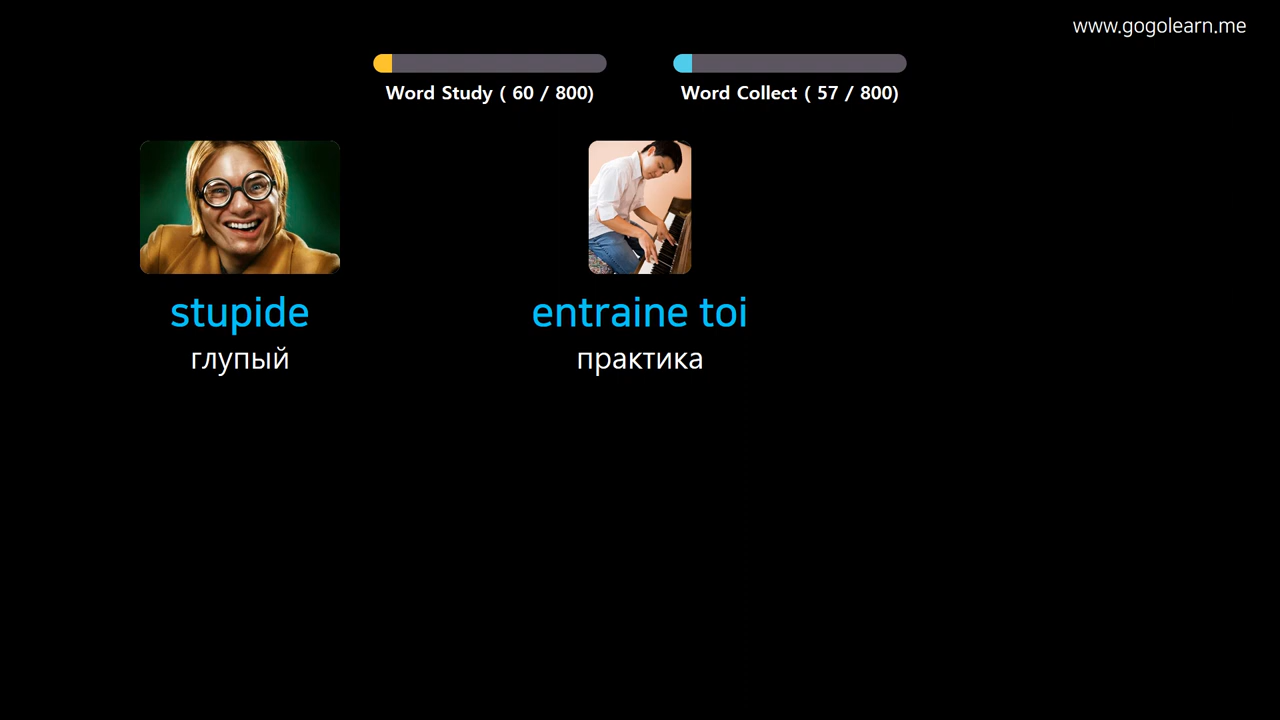 www.gogolearn.me
Word Study ( 60 / 800)
Word Collect ( 57 / 800)
stupide
глупый
entraine toi
практика